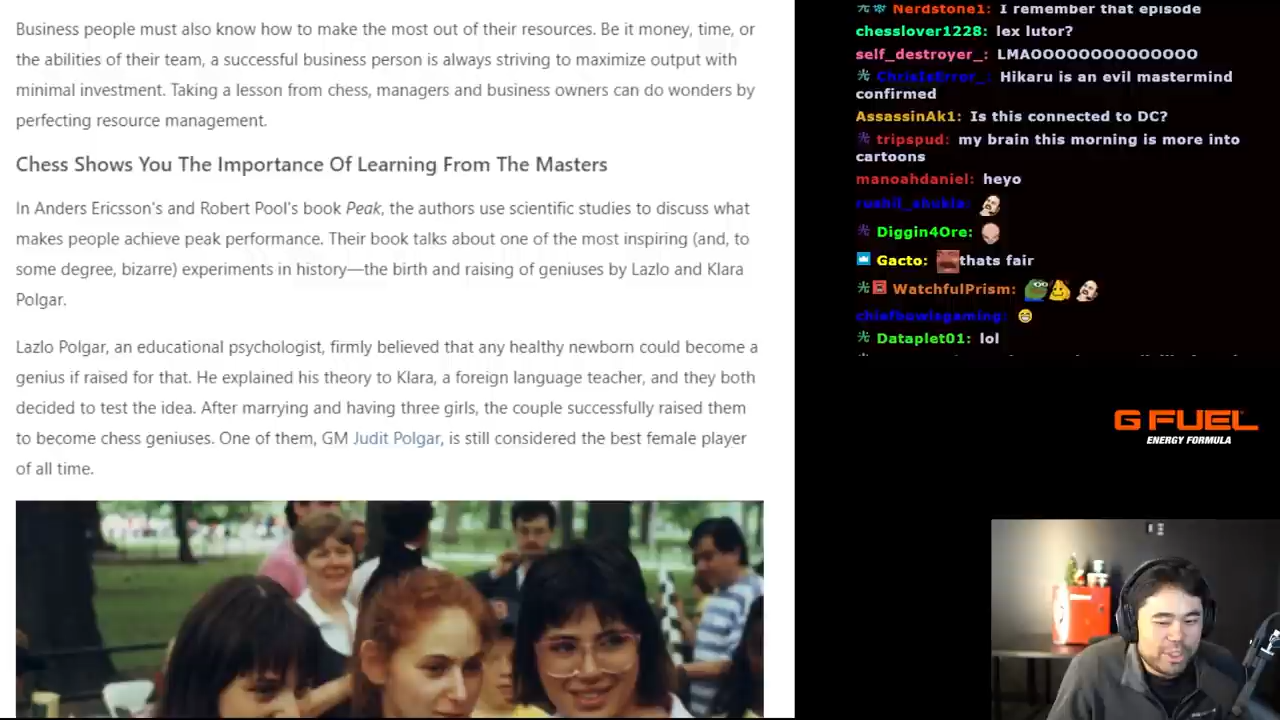 Business people must also know how to make the most out of their resources. Be it money, time, or
the abilities of their team, a successful business person is always striving to maximize output with
minimal investment. Taking a lesson from chess, managers and business owners can do wonders by
perfecting resource management.
Chess Shows You The Importance Of Learning From The Masters
In Anders Ericsson's and Robert Pool's book Peak, the authors use scientific studies to discuss what
makes people achieve peak performance. Their book talks about one of the most inspiring (and, to
some degree, bizarre) experiments in history—the birth and raising of geniuses by Lazlo and Klara
Polgar.
Lazlo Polgar, an educational psychologist, firmly believed that any healthy newborn could become a
genius if raised for that. He explained his theory to Klara, a foreign language teacher, and they both
decided to test the idea. After marrying and having three girls, the couple successfully raised them
to become chess geniuses. One of them, GM Judit Polgar, is still considered the best female player
of all time.
Nerdstone1: I remember that episode
chesslover1228: lex lutor?
self_destroyer_: LMAOOOOOOOOOOOOOO
ChrisIsError_: Hikaru is an evil mastermind
confirmed
AssassinAk1: Is this connected to DC?
tripspud: my brain this morning is more into
cartoons
manoahdaniel: heyo
rushil_shukla:
Diggin4Ore:
Gacto: thats fair
WatchfulPrism:
chiefbowlsgaming:
Dataplet01: lol
G FUEL
ENERGY FORMULA